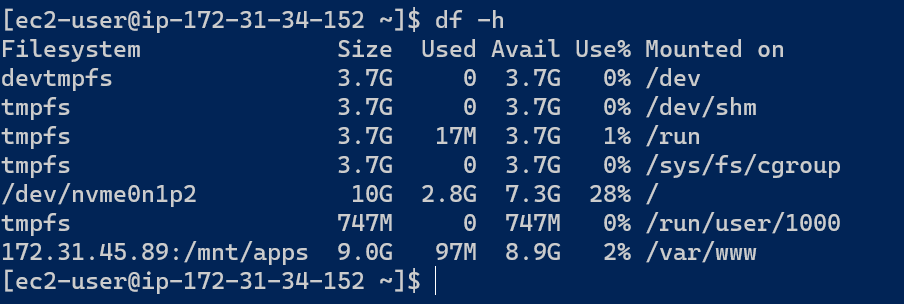 [ec2-user@ip-172-31-34-152 ~]$ df -h
Filesystem               Size  Used Avail Use% Mounted on
devtmpfs                 3.7G     0  3.7G   0% /dev
tmpfs                    3.7G     0  3.7G   0% /dev/shm
tmpfs                    3.7G   17M  3.7G   1% /run
tmpfs                    3.7G     0  3.7G   0% /sys/fs/cgroup
/dev/nvme0n1p2            10G  2.8G  7.3G  28% /
tmpfs                    747M     0  747M   0% /run/user/1000
172.31.45.89:/mnt/apps  9.0G   97M  8.9G   2% /var/www
[ec2-user@ip-172-31-34-152 ~]$